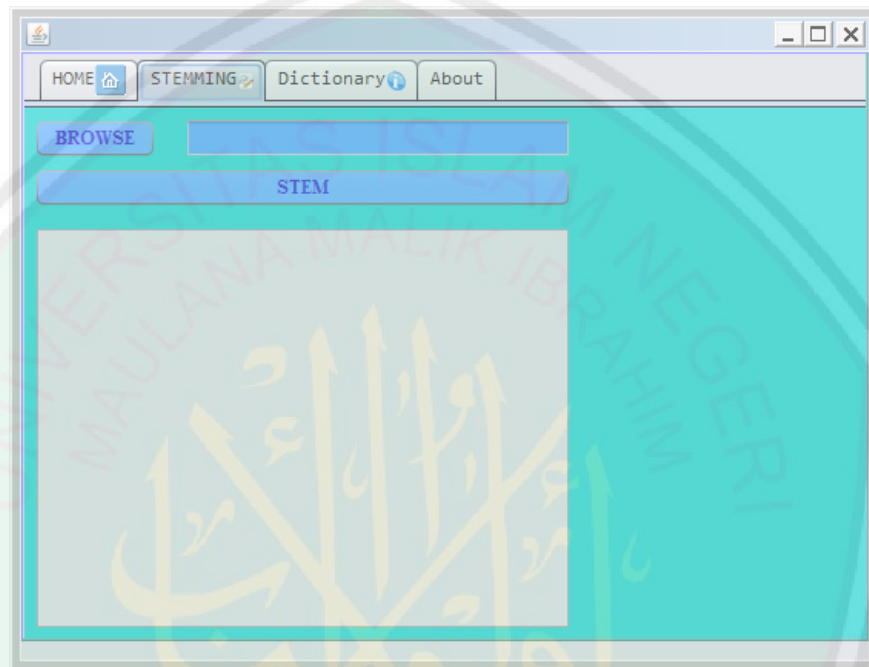 HOME STEMMING Dictionary About
BROWSE
STEM
UNIVERSITAS ISLAM NEGERI
MAULANA MALIK IBRAHIM